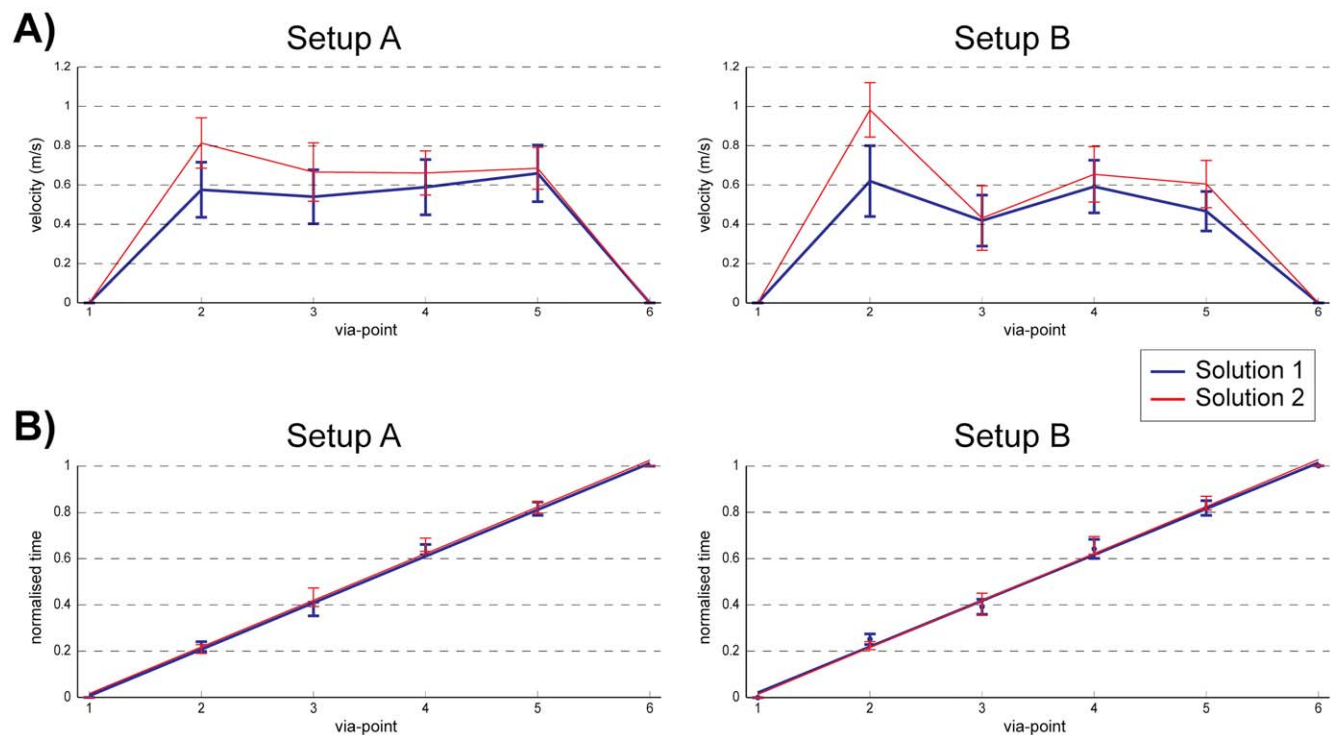 A)
Setup A
velocity (m/s)
1.2
1
0.8
0.6
0.4
0.2
0
1 2 3 4 5 6
via-point
Setup B
velocity (m/s)
1.2
1
0.8
0.6
0.4
0.2
0
1 2 3 4 5 6
via-point
Solution 1
Solution 2
B)
Setup A
normalised time
1
0.8
0.6
0.4
0.2
0
1 2 3 4 5 6
via-point
Setup B
normalised time
1
0.8
0.6
0.4
0.2
0
1 2 3 4 5 6
via-point